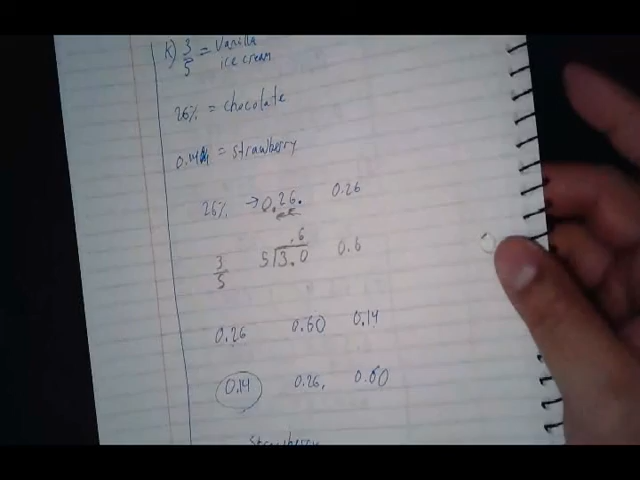 K) 3/5 = Vanilla
ice cream
26% = chocolate
0.14 = strawberry
26% → 0.26. 0.26
3/5 5)3.0 .6 0.6
0.26 0.60 0.14
0.14 0.26, 0.60
Strawberry